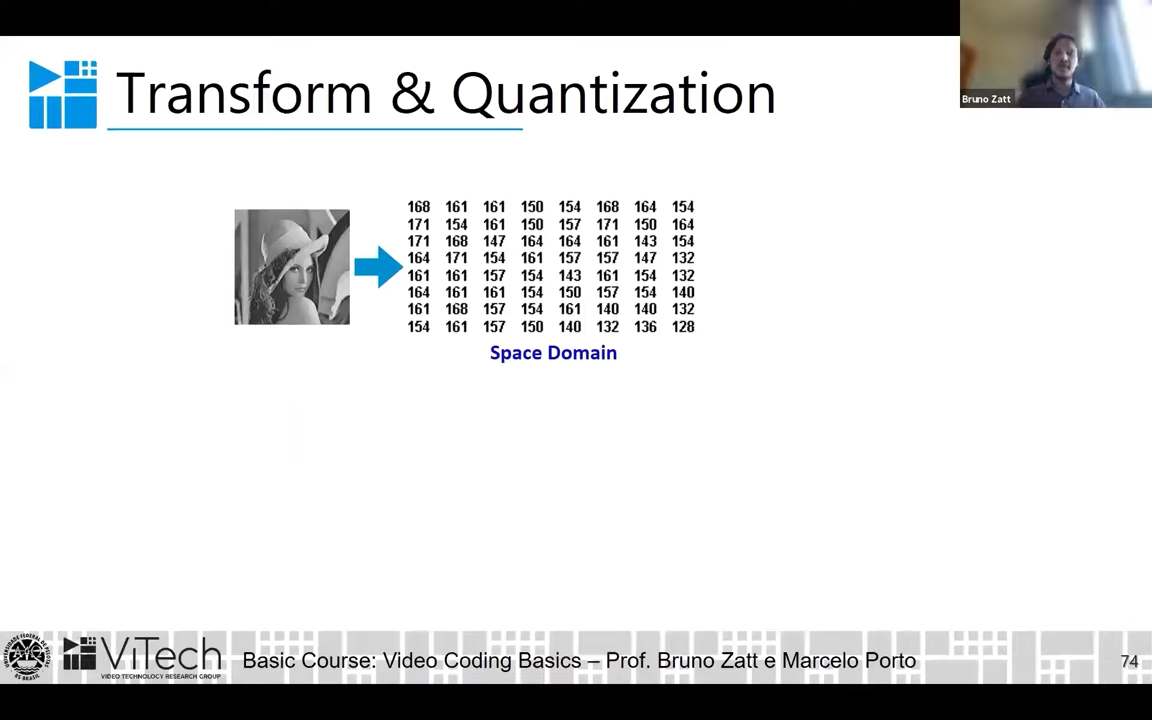 Bruno Zatt
Transform & Quantization
168 161 161 150 154 168 164 154
171 154 161 150 157 171 150 164
171 168 147 164 164 161 143 154
164 171 154 161 157 157 147 132
161 161 157 154 143 161 154 132
164 161 161 154 150 157 154 140
161 168 157 154 161 140 140 132
154 161 157 150 140 132 136 128
Space Domain
ViTech
VIDEO TECHNOLOGY RESEARCH GROUP
Basic Course: Video Coding Basics – Prof. Bruno Zatt e Marcelo Porto
74